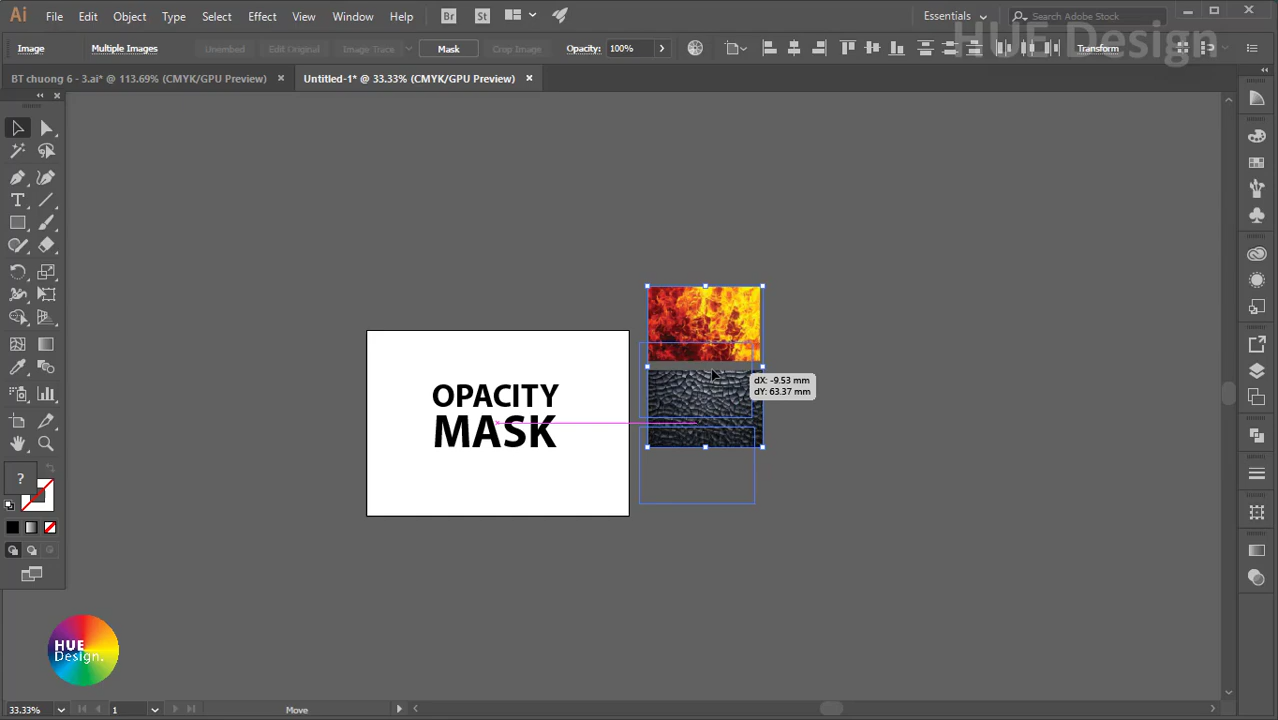 Ai File Edit Object Type Select Effect View Window Help Br St Essentials Search Adobe Stock
HUE Design
Image Multiple Images Unembed Edit Original Image Trace Mask Crop Image Opacity: 100% Transform
BT chuong 6 - 3.ai* @ 113.69% (CMYK/GPU Preview) Untitled-1* @ 33.33% (CMYK/GPU Preview)
dX: -9.53 mm
dY: 63.37 mm
OPACITY
MASK
?
HUE
Design.
33.33% 1 Move